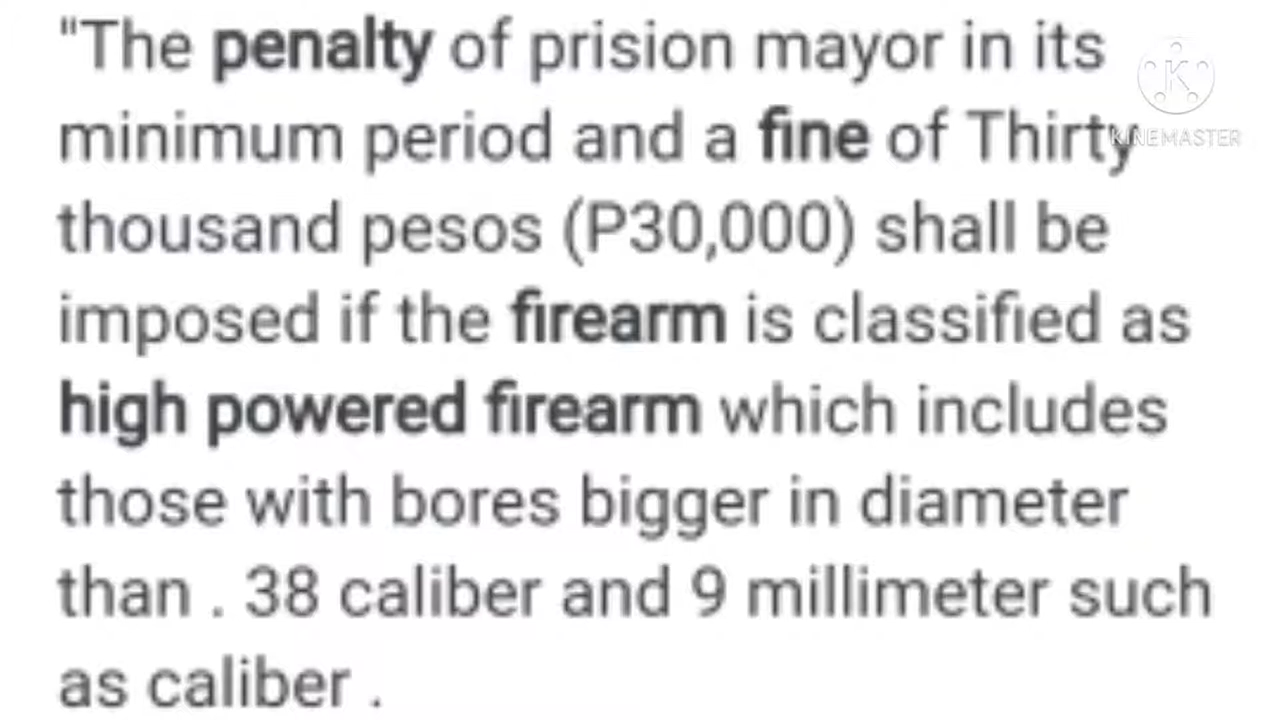 "The penalty of prision mayor in its
minimum period and a fine of Thirty
thousand pesos (P30,000) shall be
imposed if the firearm is classified as
high powered firearm which includes
those with bores bigger in diameter
than . 38 caliber and 9 millimeter such
as caliber .
K
KINEMASTER